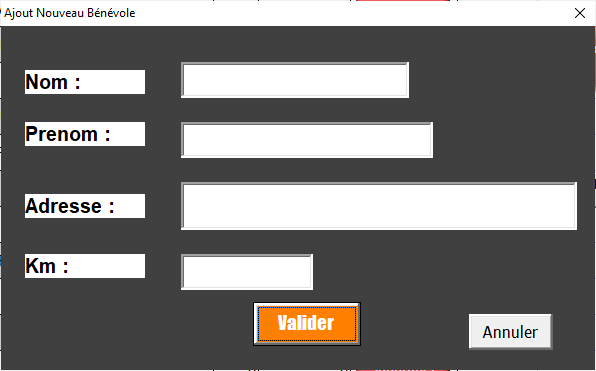 Ajout Nouveau Bénévole
Nom :
Prenom :
Adresse :
Km :
Valider
Annuler